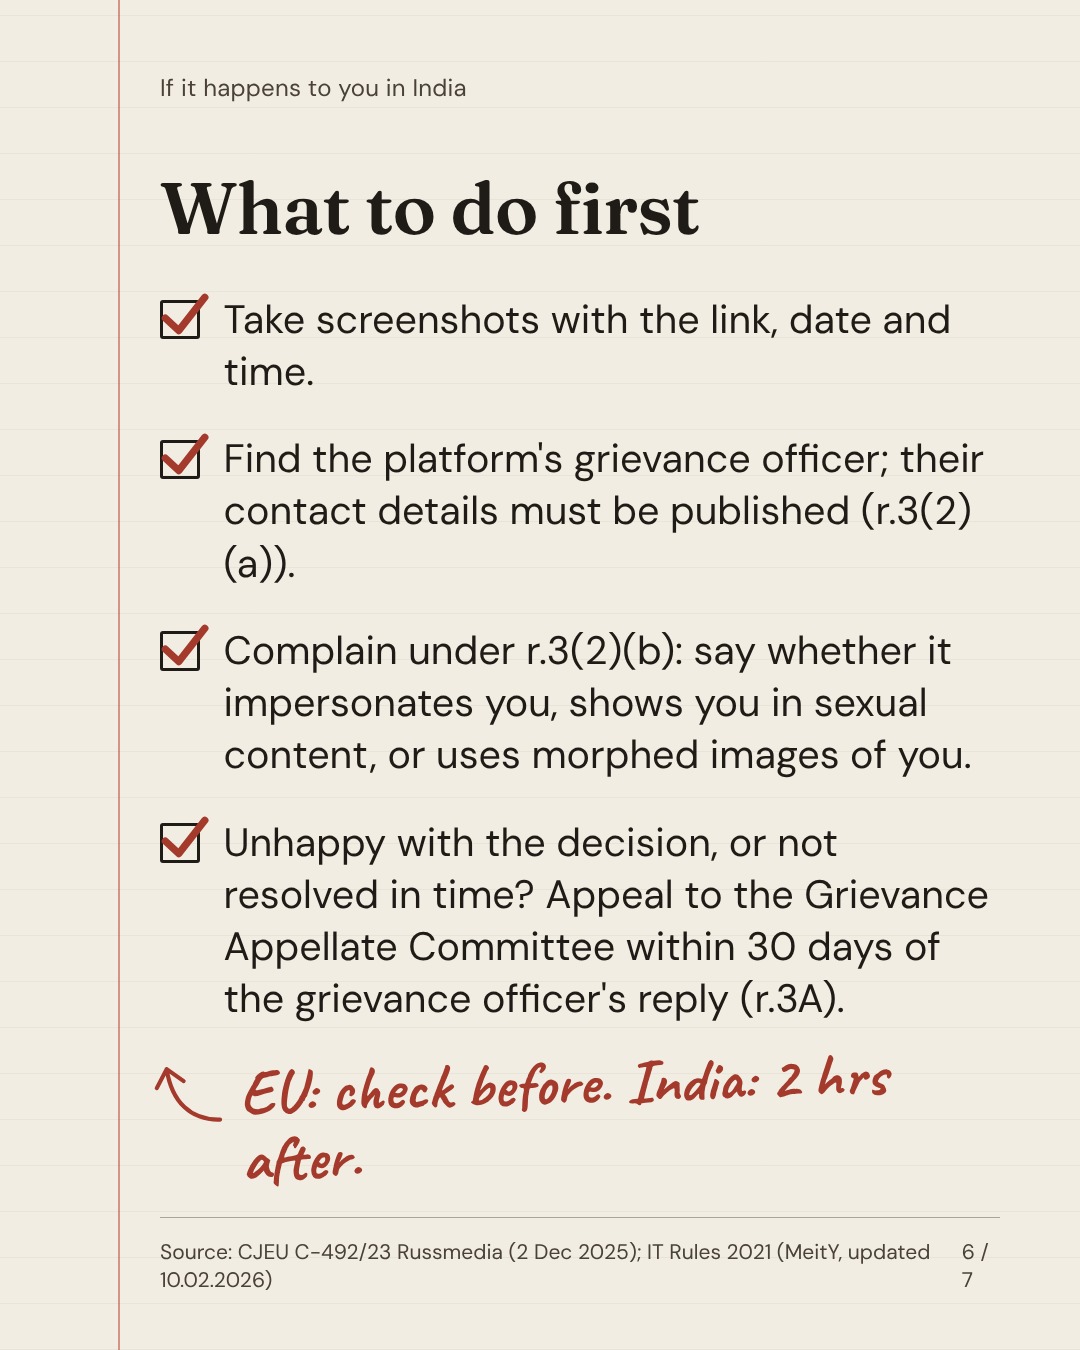 If it happens to you in India
What to do first
Take screenshots with the link, date and
time.
Find the platform's grievance officer; their
contact details must be published (r.3(2)
(a)).
Complain under r.3(2)(b): say whether it
impersonates you, shows you in sexual
content, or uses morphed images of you.
Unhappy with the decision, or not
resolved in time? Appeal to the Grievance
Appellate Committee within 30 days of
the grievance officer's reply (r.3A).
EU: check before. India: 2 hrs
after.
Source: CJEU C-492/23 Russmedia (2 Dec 2025); IT Rules 2021 (MeitY, updated
10.02.2026)
6 /
7